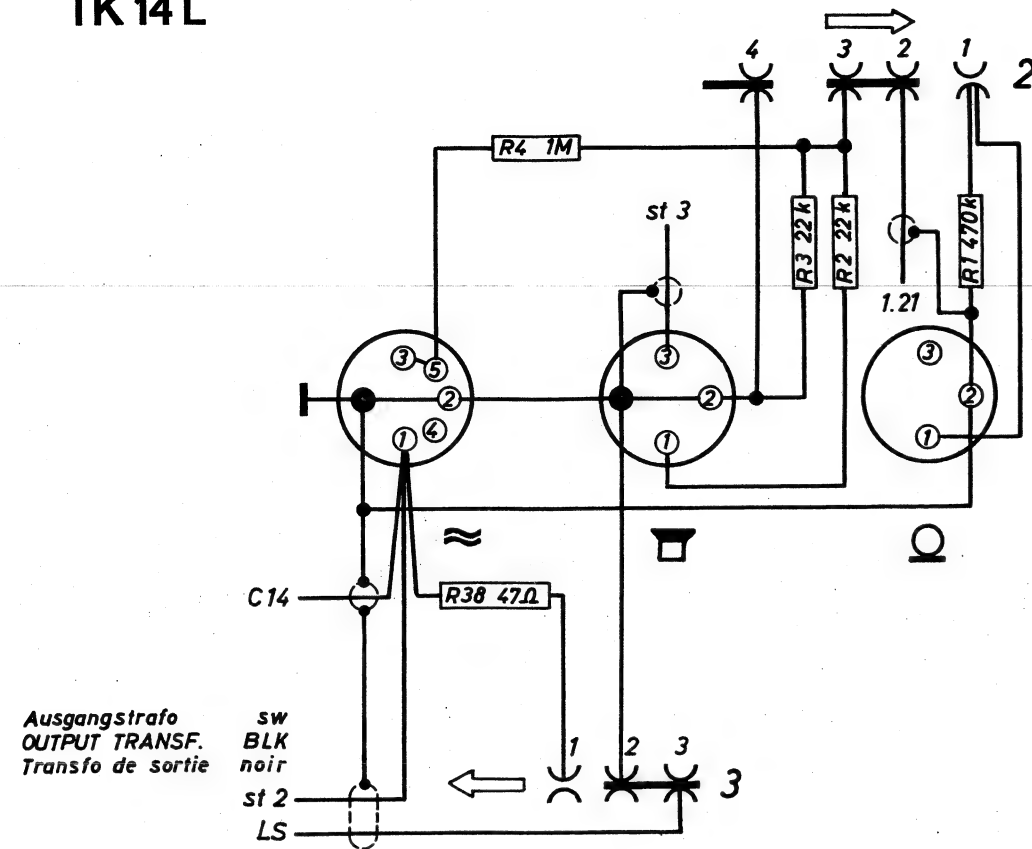 TK 14 L
4 3 2 1
2
R4 1M
st 3
R3 22k
R2 22k
R1 470k
1.21
3 5 2 4 1
3 2 1
3 2 1
C14
R38 47Ω
Ausgangstrafo sw
OUTPUT TRANSF. BLK
Transfo de sortie noir
1 2 3
3
st 2
LS